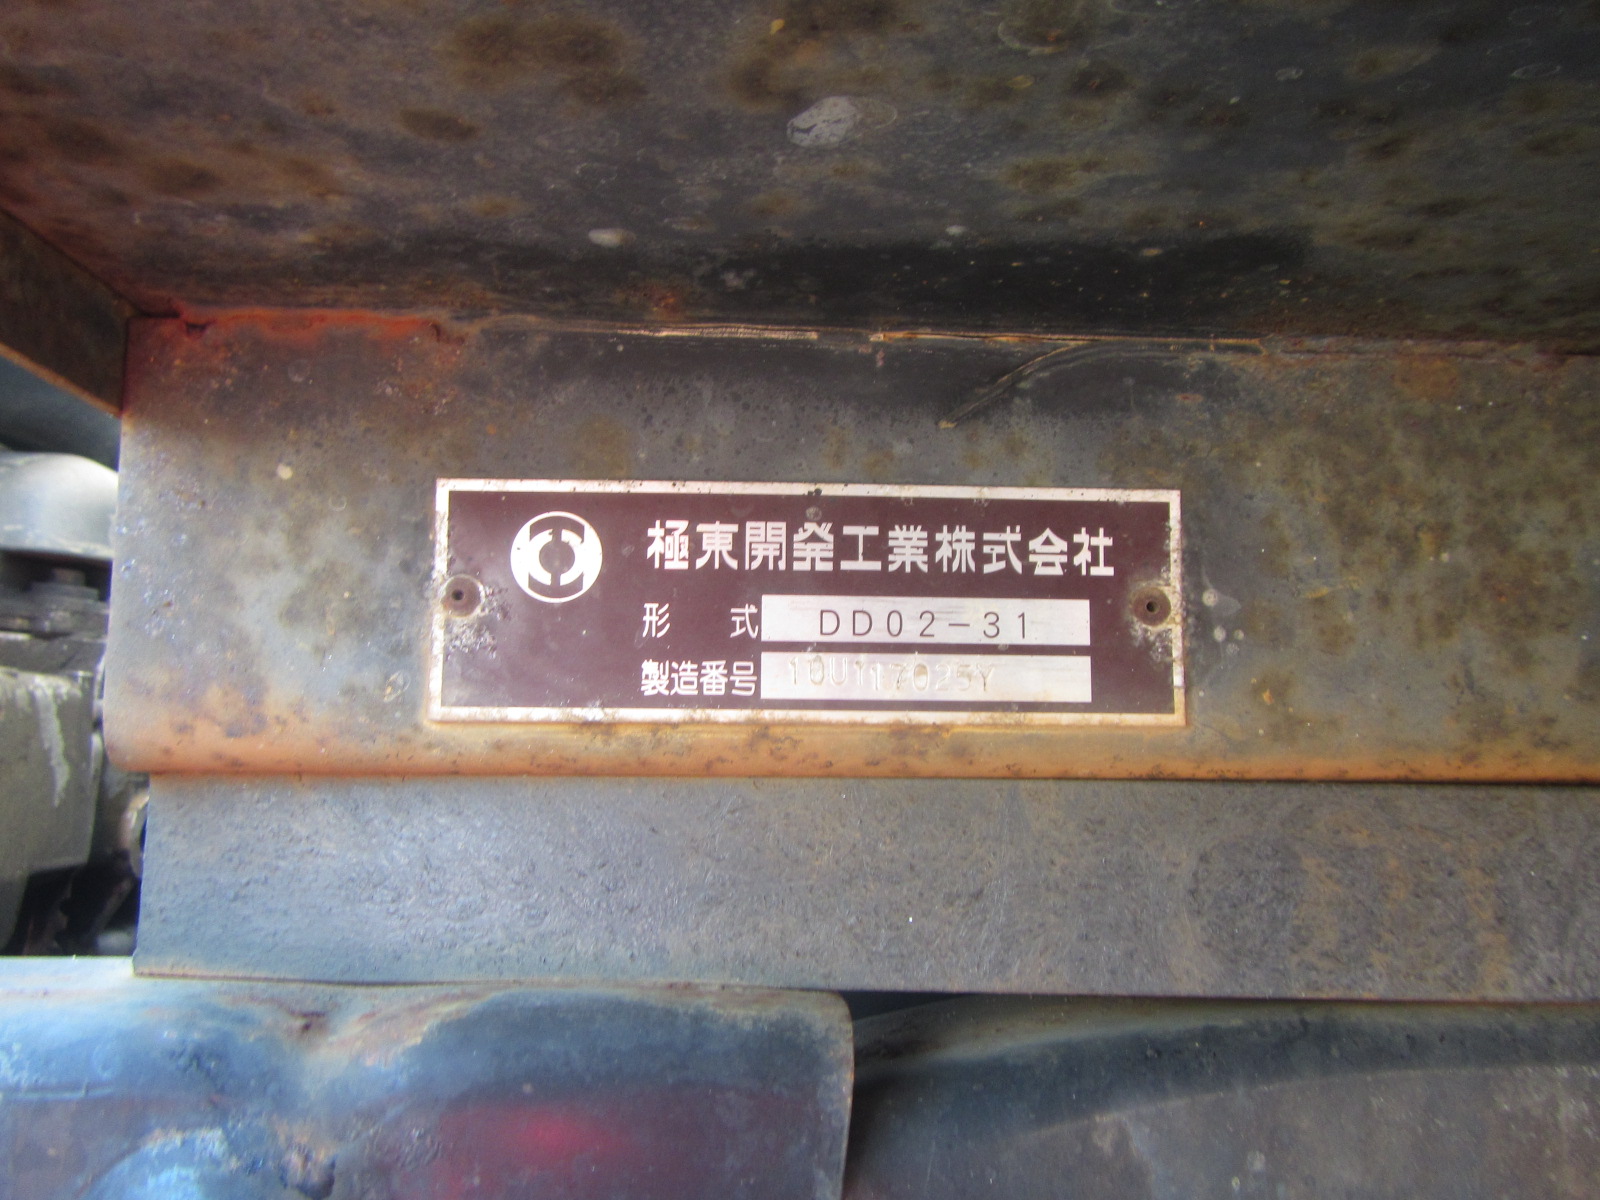 極東開発工業株式会社
形 式 DD02-31
製造番号